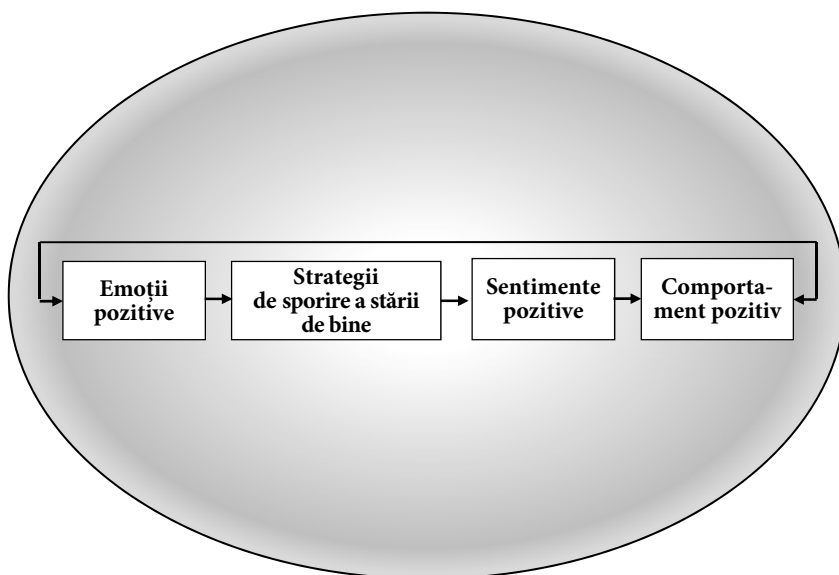 Emoții
pozitive
Strategii
de sporire a stării
de bine
Sentimente
pozitive
Comporta-
ment pozitiv